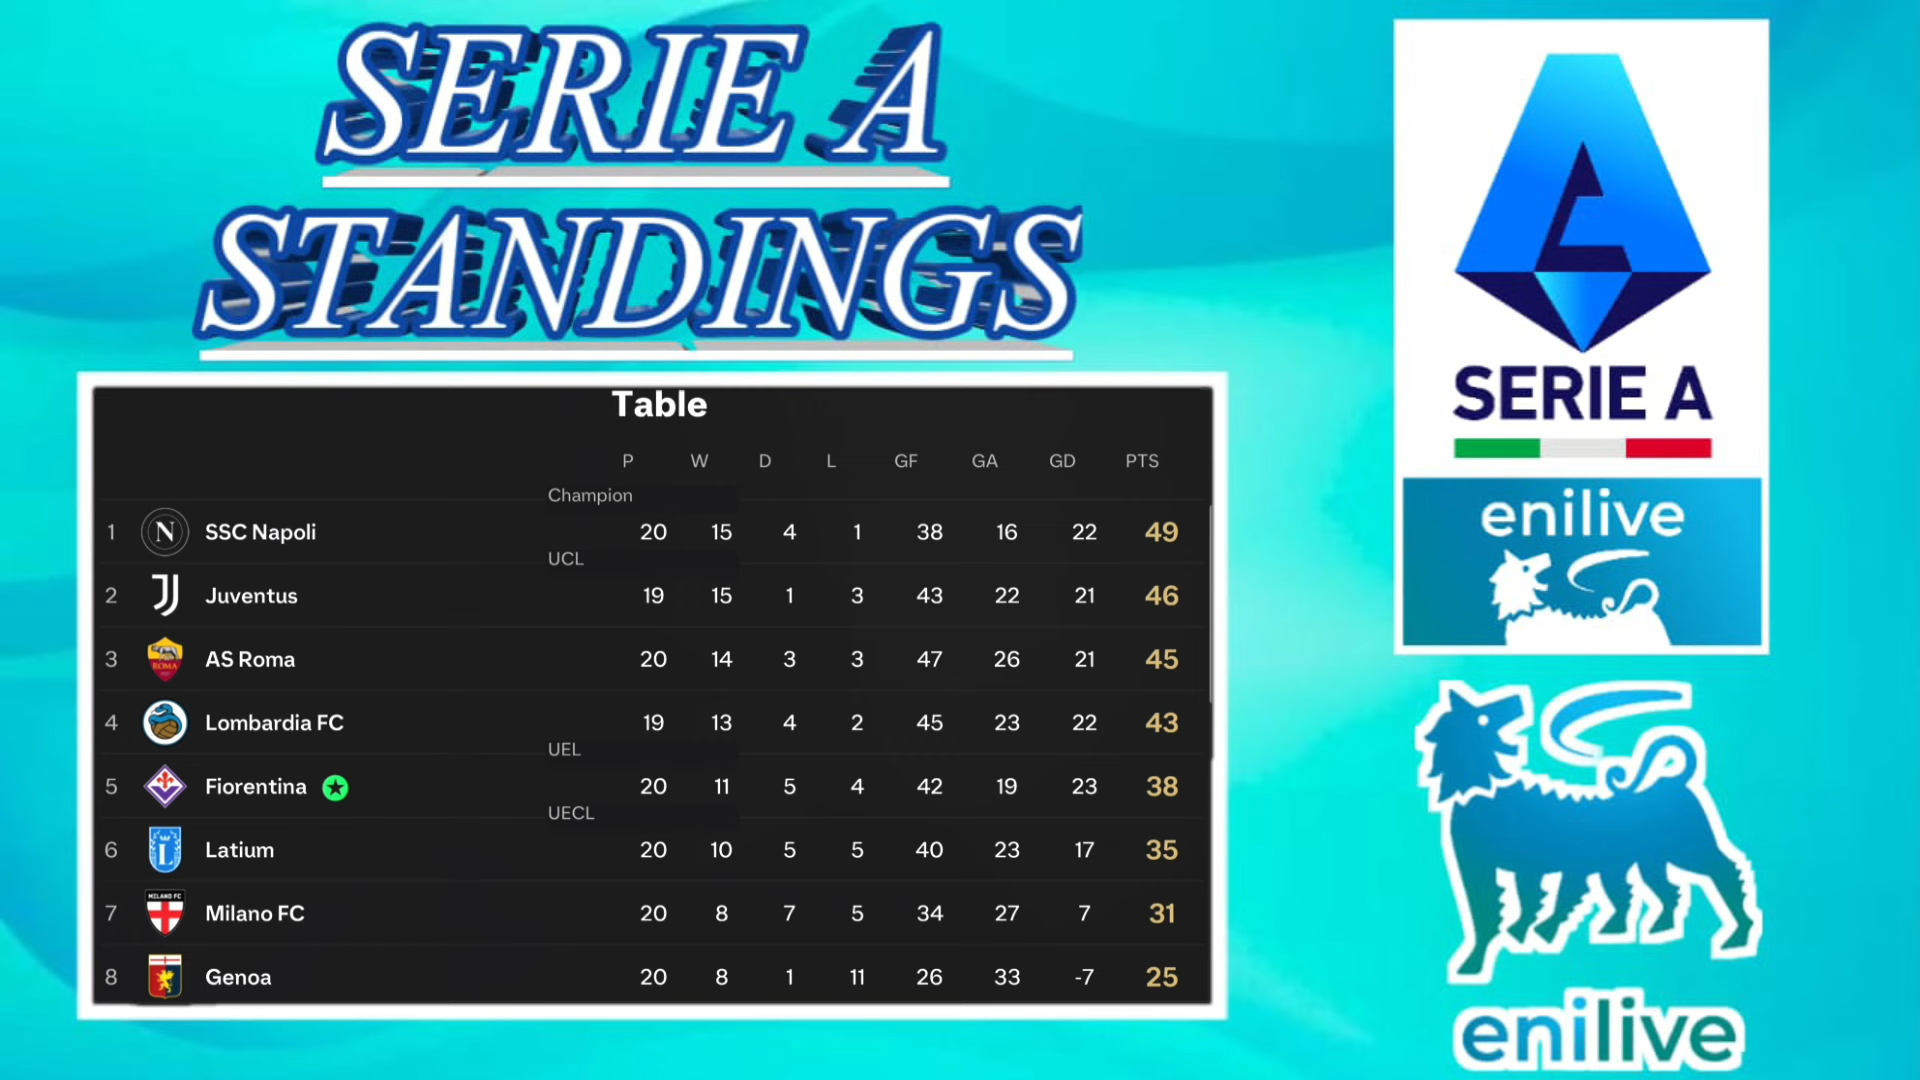 SERIE A
STANDINGS
Table
P W D L GF GA GD PTS
Champion
1 N SSC Napoli 20 15 4 1 38 16 22 49
UCL
2 Juventus 19 15 1 3 43 22 21 46
3 ROMA AS Roma 20 14 3 3 47 26 21 45
4 Lombardia FC 19 13 4 2 45 23 22 43
UEL
5 Fiorentina 20 11 5 4 42 19 23 38
UECL
6 L Latium 20 10 5 5 40 23 17 35
7 MILANO FC Milano FC 20 8 7 5 34 27 7 31
8 Genoa 20 8 1 11 26 33 -7 25
SERIE A
enilive
enilive